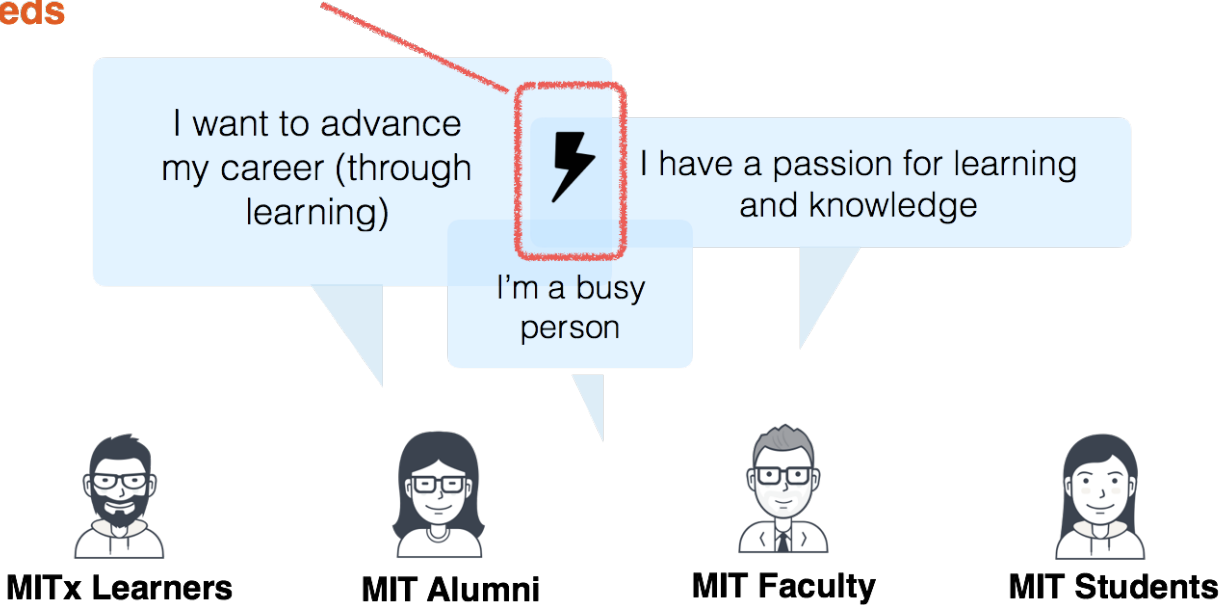 eds
I want to advance
my career (through
learning)
I have a passion for learning
and knowledge
I'm a busy
person
MITx Learners
MIT Alumni
MIT Faculty
MIT Students